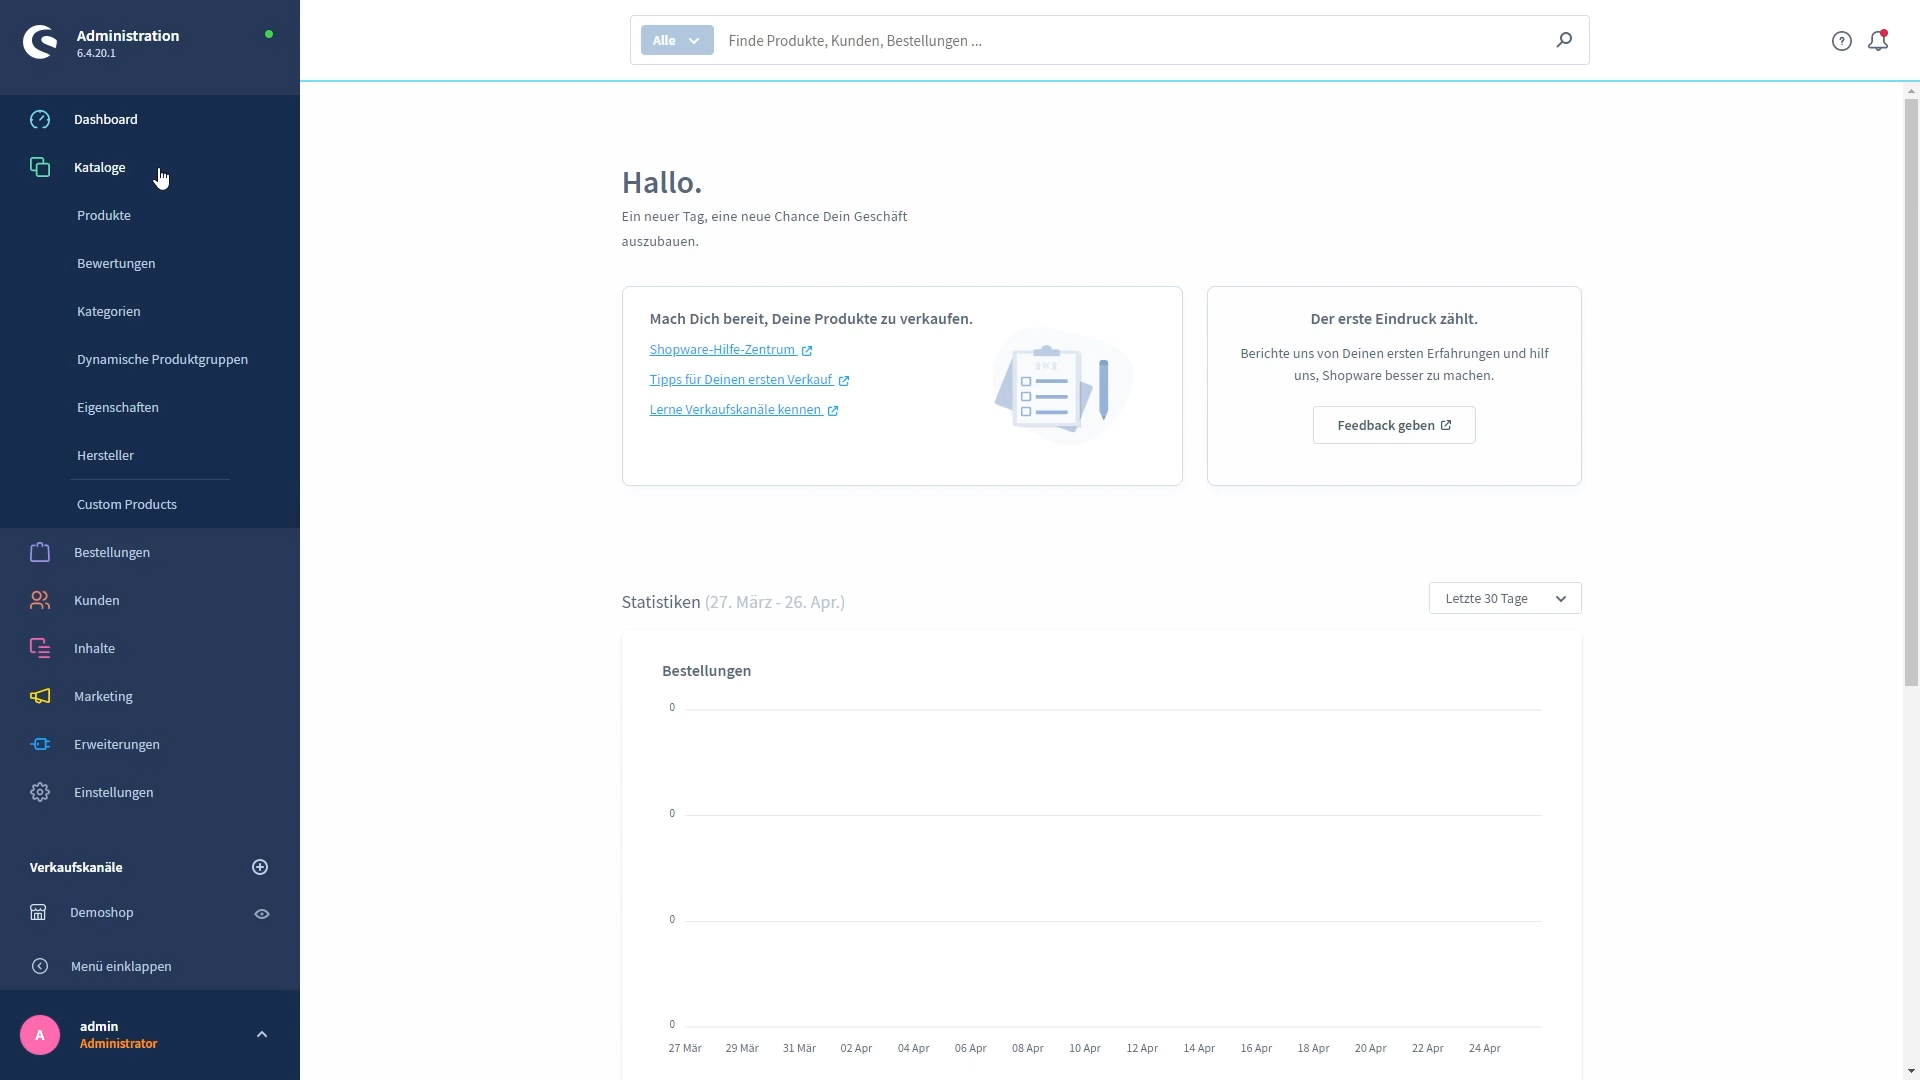 Administration
6.4.20.1
Alle
Finde Produkte, Kunden, Bestellungen ...
Dashboard
Kataloge
Produkte
Bewertungen
Kategorien
Dynamische Produktgruppen
Eigenschaften
Hersteller
Custom Products
Bestellungen
Kunden
Inhalte
Marketing
Erweiterungen
Einstellungen
Verkaufskanäle
Demoshop
Menü einklappen
A
admin
Administrator
Hallo.
Ein neuer Tag, eine neue Chance Dein Geschäft
auszubauen.
Mach Dich bereit, Deine Produkte zu verkaufen.
Shopware-Hilfe-Zentrum
Tipps für Deinen ersten Verkauf
Lerne Verkaufskanäle kennen
Der erste Eindruck zählt.
Berichte uns von Deinen ersten Erfahrungen und hilf
uns, Shopware besser zu machen.
Feedback geben
Statistiken (27. März - 26. Apr.)
Letzte 30 Tage
Bestellungen
0
0
0
0
27 Mär 29 Mär 31 Mär 02 Apr 04 Apr 06 Apr 08 Apr 10 Apr 12 Apr 14 Apr 16 Apr 18 Apr 20 Apr 22 Apr 24 Apr